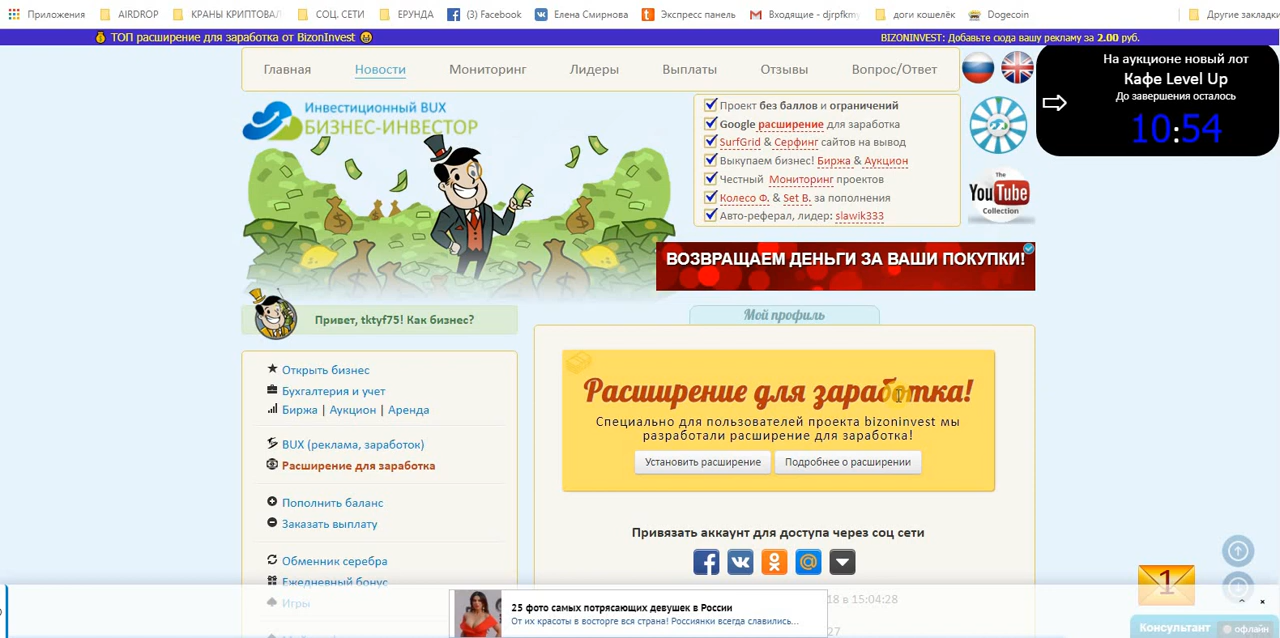 Приложения AIRDROP КРАНЫ КРИПТОВАЛ СОЦ. СЕТИ ЕРУНДА (3) Facebook Елена Смирнова Экспресс панель Входящие - djrpfkmy доги кошелёк Dogecoin Другие закладки
ТОП расширение для заработка от BizonInvest
BIZONINVEST: Добавьте сюда вашу рекламу за 2.00 руб.
Главная Новости Мониторинг Лидеры Выплаты Отзывы Вопрос/Ответ
На аукционе новый лот
Кафе Level Up
До завершения осталось
10:54
Инвестиционный BUX
БИЗНЕС-ИНВЕСТОР
Проект без баллов и ограничений
Google расширение для заработка
SurfGrid & Серфинг сайтов на вывод
Выкупаем бизнес! Биржа & Аукцион
Честный Мониторинг проектов
Колесо Ф. & Set B. за пополнения
Авто-реферал, лидер: slawik333
The
YouTube
Collection
ВОЗВРАЩАЕМ ДЕНЬГИ ЗА ВАШИ ПОКУПКИ!
Привет, tktyf75! Как бизнес?
Мой профиль
Открыть бизнес
Бухгалтерия и учет
Биржа | Аукцион | Аренда
BUX (реклама, заработок)
Расширение для заработка
Пополнить баланс
Заказать выплату
Обменник серебра
Ежедневный бонус
Игры
Расширение для заработка!
Специально для пользователей проекта bizoninvest мы
разработали расширение для заработка!
Установить расширение Подробнее о расширении
Привязать аккаунт для доступа через соц сети
18 в 15:04:28
27
25 фото самых потрясающих девушек в России
От их красоты в восторге вся страна! Россиянки всегда славились...
1
Консультант офлайн